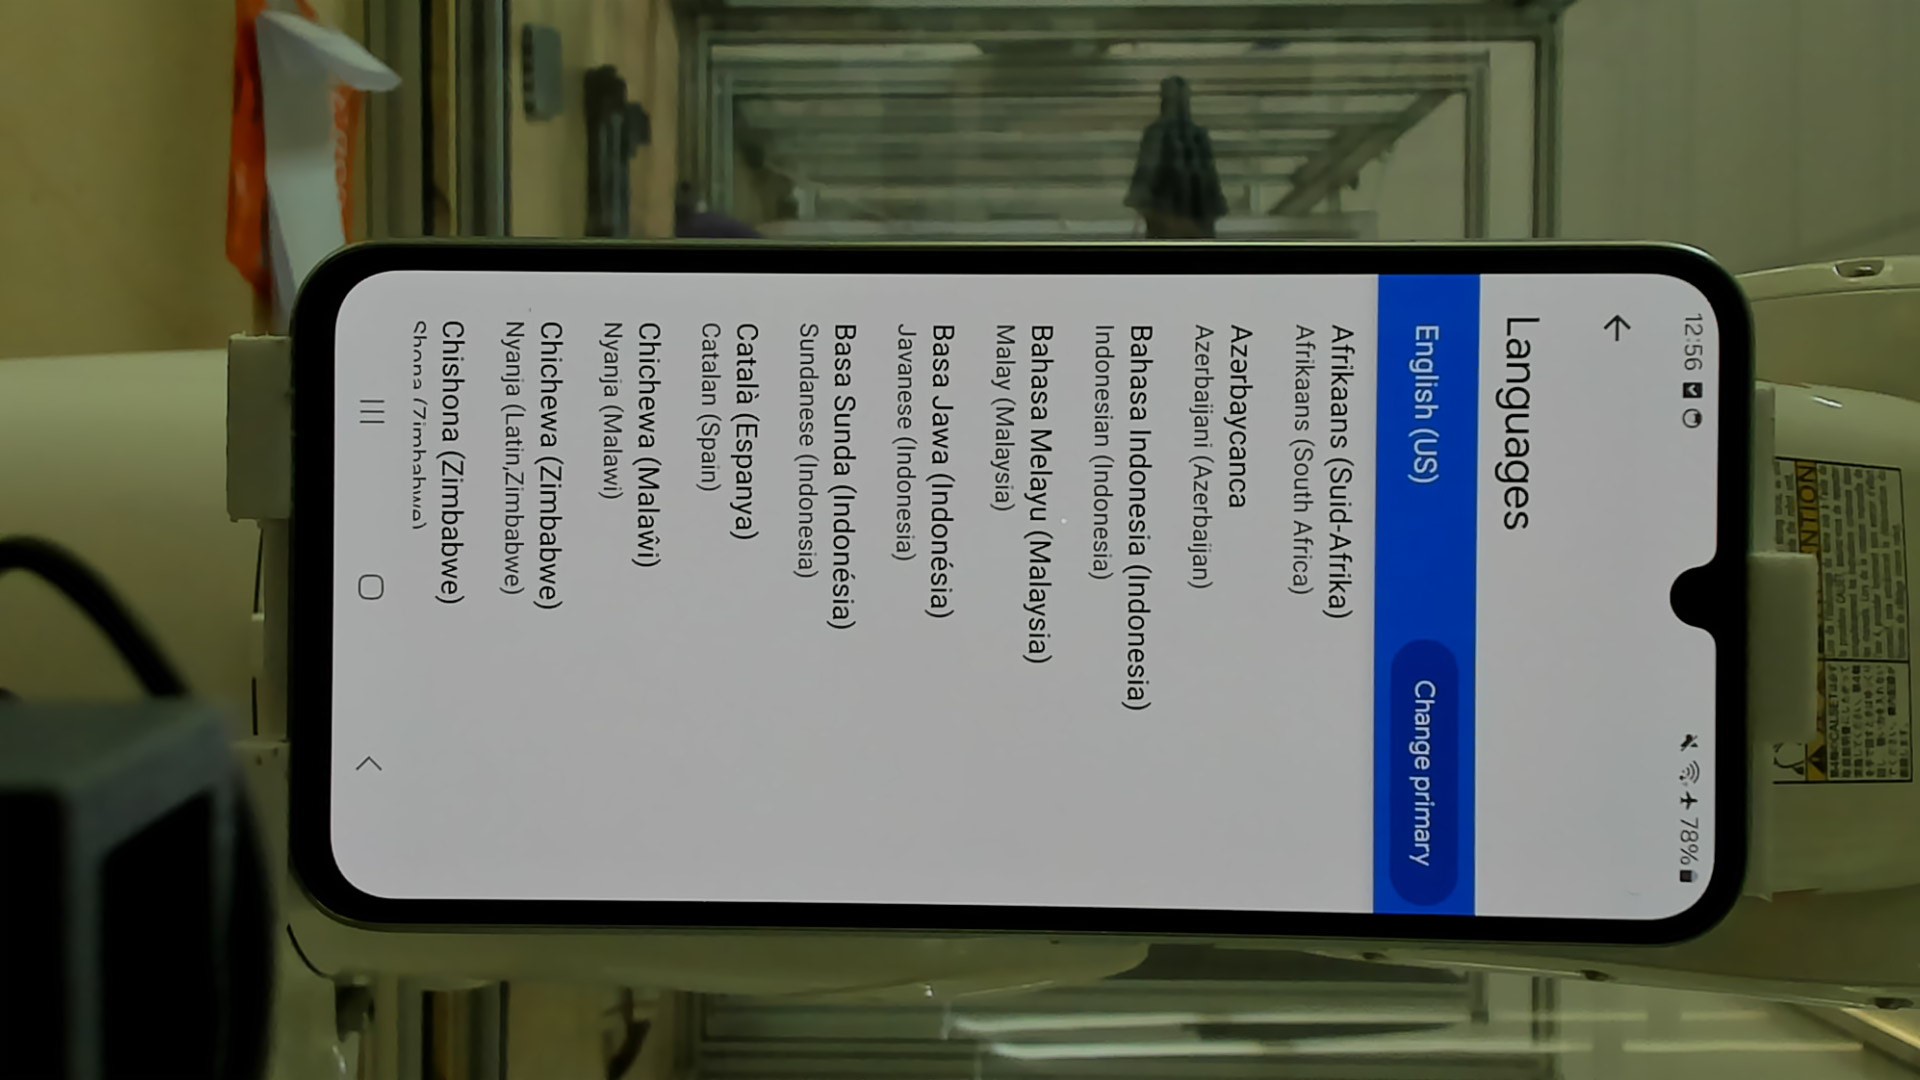 12:56
78%
Languages
English (US)
Change primary
Afrikaans (Suid-Afrika)
Afrikaans (South Africa)
Azərbaycanca
Azerbaijani (Azerbaijan)
Bahasa Indonesia (Indonesia)
Indonesian (Indonesia)
Bahasa Melayu (Malaysia)
Malay (Malaysia)
Basa Jawa (Indonésia)
Javanese (Indonesia)
Basa Sunda (Indonésia)
Sundanese (Indonesia)
Català (Espanya)
Catalan (Spain)
Chichewa (Malaŵi)
Nyanja (Malawi)
Chichewa (Zimbabwe)
Nyanja (Latin,Zimbabwe)
Chishona (Zimbabwe)
Shona (Zimbabwe)